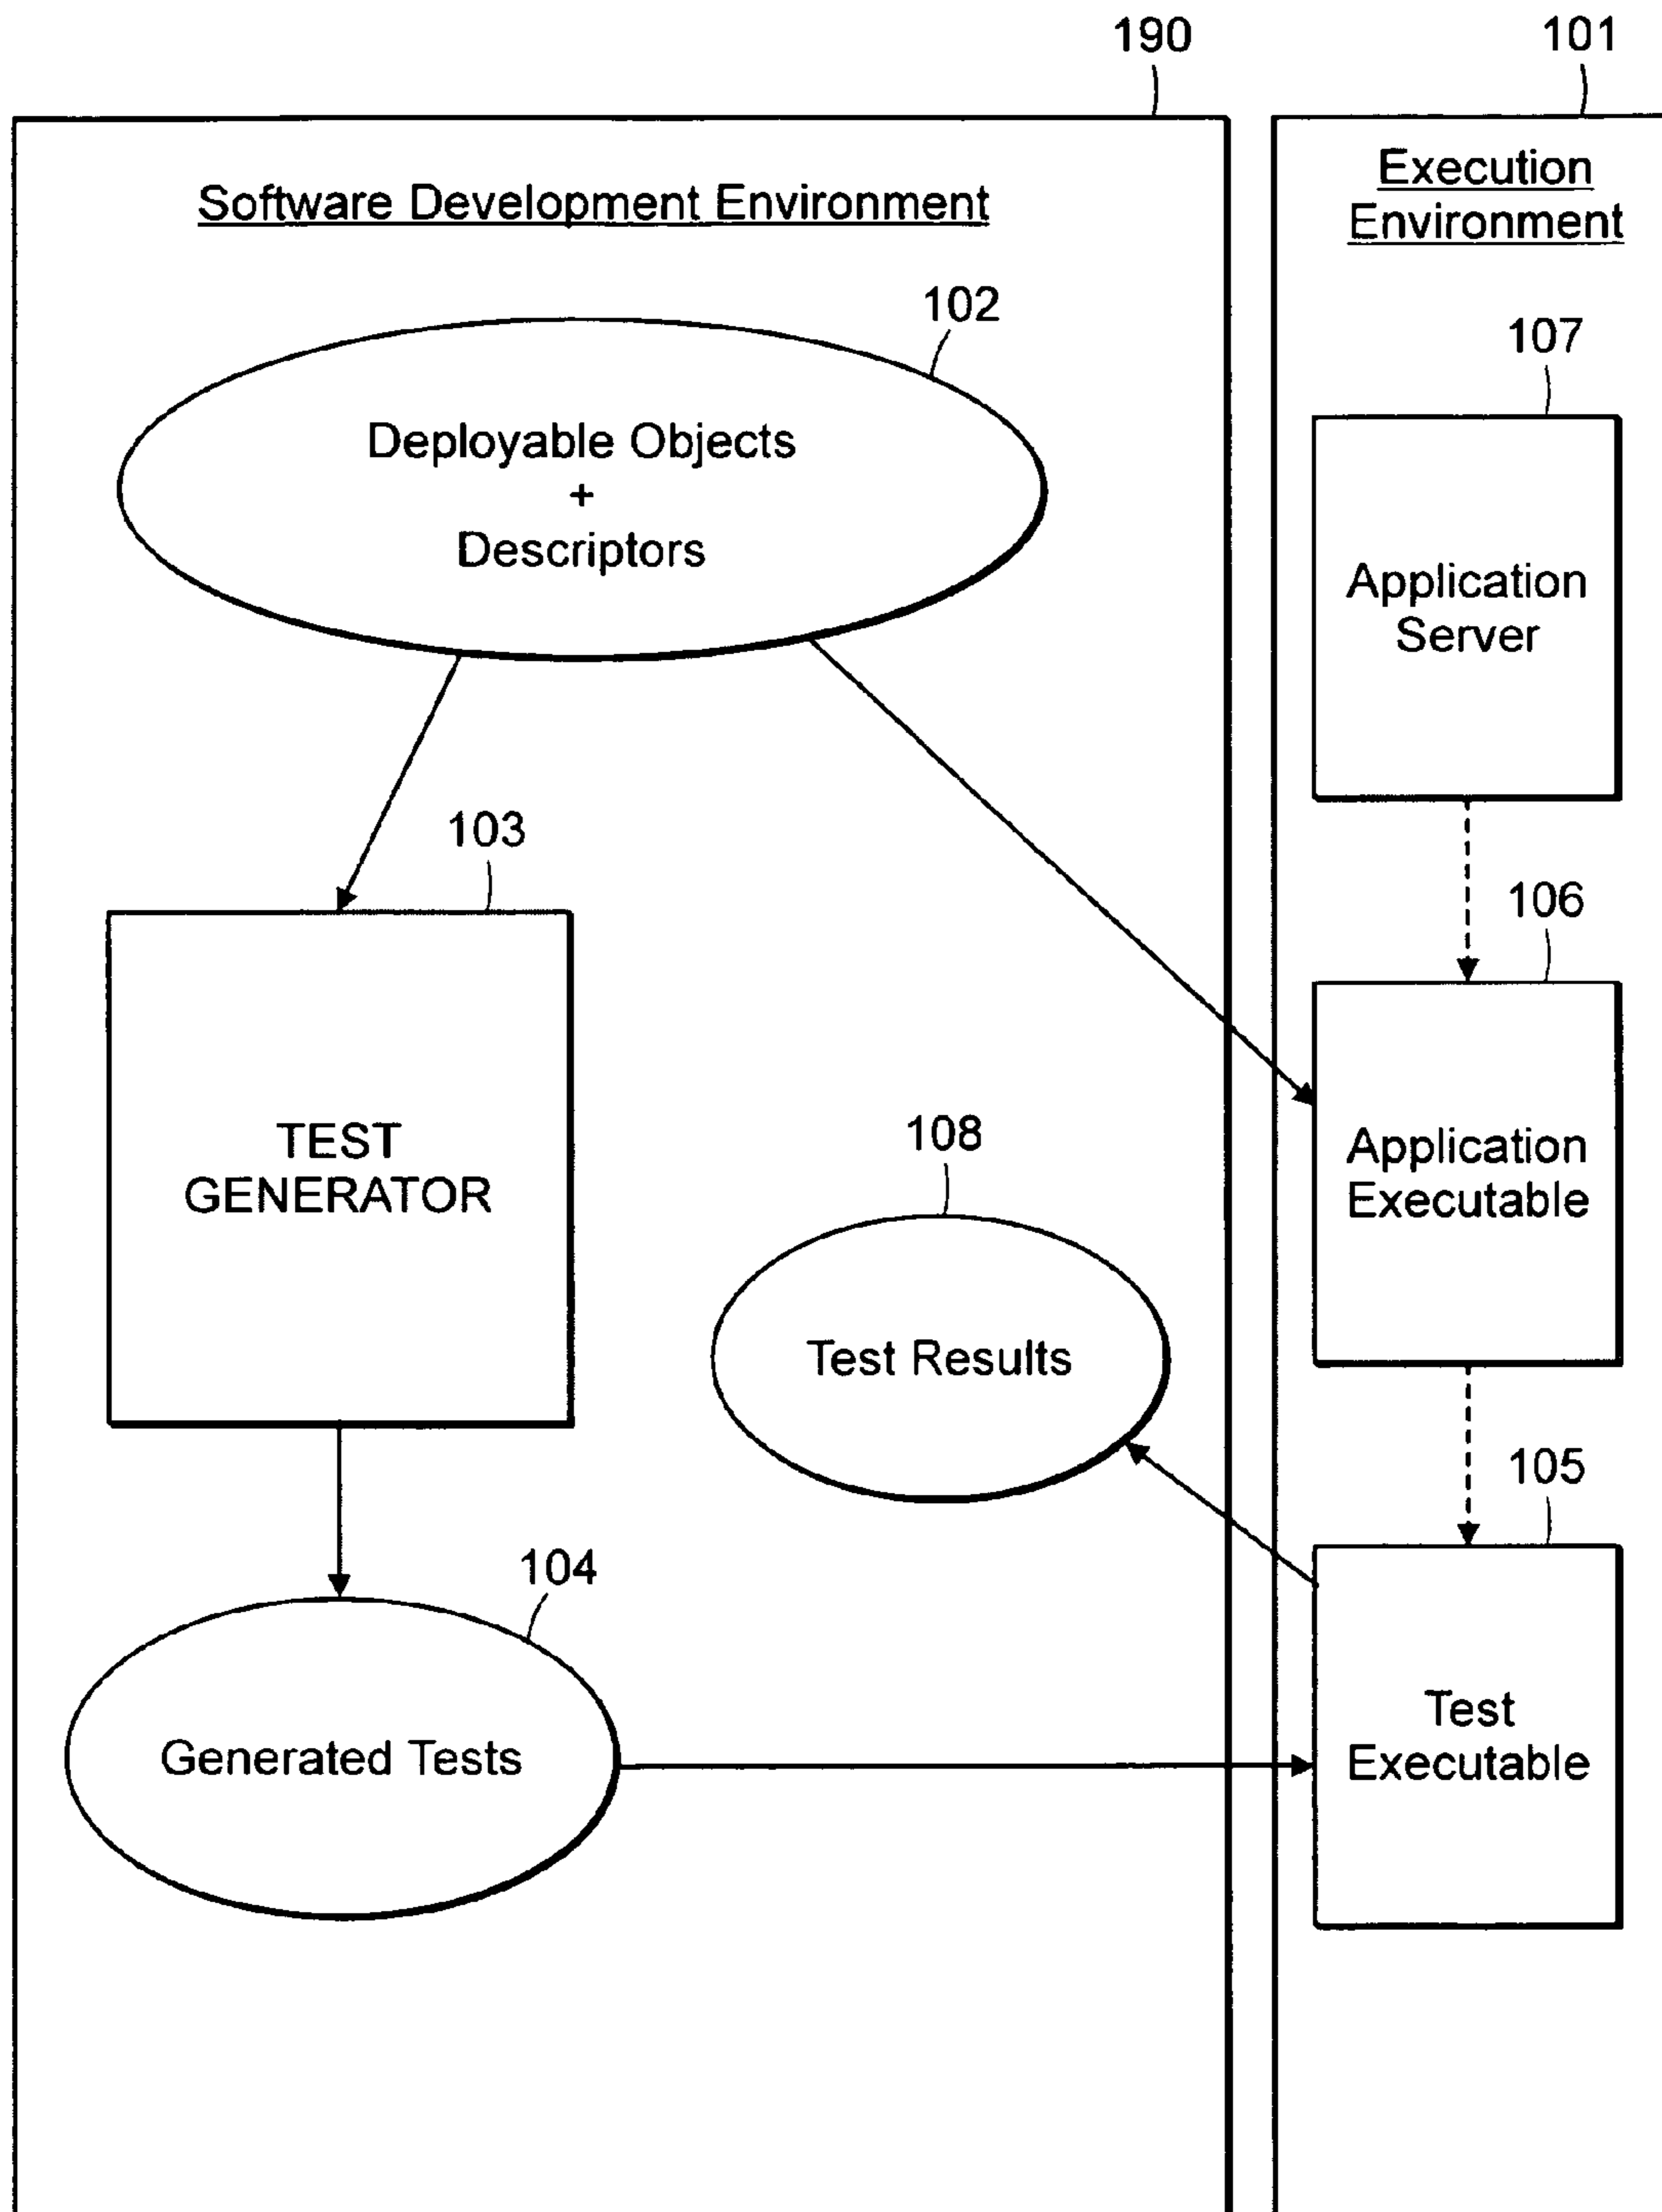 190
101
Software Development Environment
Execution
Environment
102
Deployable Objects
+
Descriptors
107
Application
Server
103
TEST
GENERATOR
106
Application
Executable
108
Test Results
105
Test
Executable
104
Generated Tests